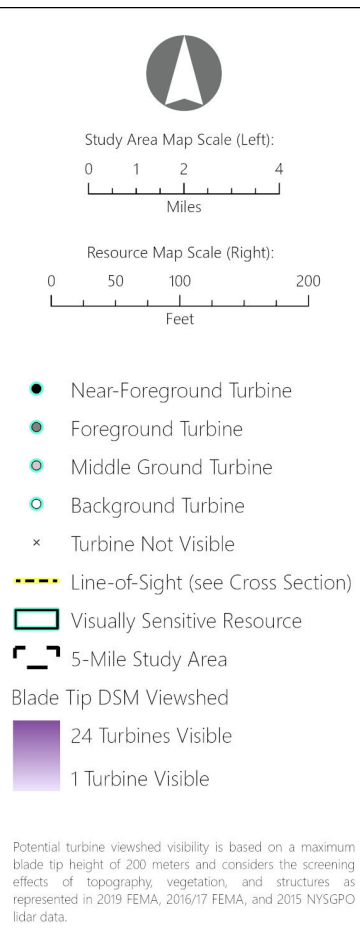 Study Area Map Scale (Left):
0 1 2 4
Miles
Resource Map Scale (Right):
0 50 100 200
Feet
Near-Foreground Turbine
Foreground Turbine
Middle Ground Turbine
Background Turbine
Turbine Not Visible
Line-of-Sight (see Cross Section)
Visually Sensitive Resource
5-Mile Study Area
Blade Tip DSM Viewshed
24 Turbines Visible
1 Turbine Visible
Potential turbine viewshed visibility is based on a maximum
blade tip height of 200 meters and considers the screening
effects of topography, vegetation, and structures as
represented in 2019 FEMA, 2016/17 FEMA, and 2015 NYSGPO
lidar data.